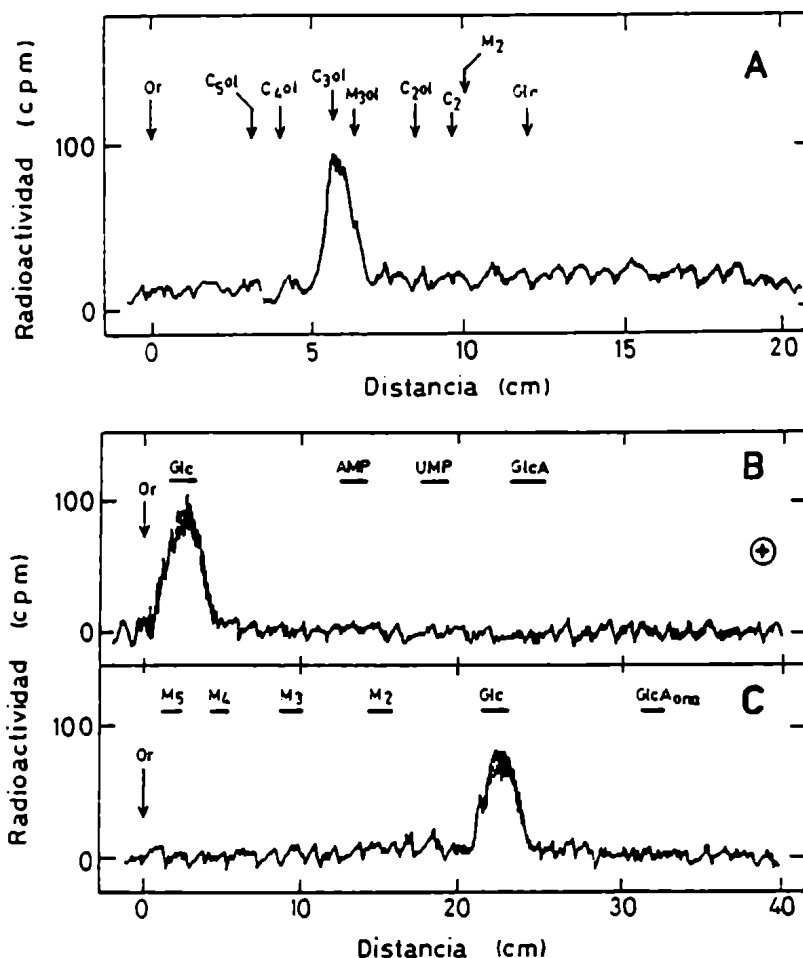 A
M2
Or C5ol C4ol C3ol M3ol C2ol C2 Glc
Radioactividad (cpm)
100
0
0 5 10 15 20
Distancia (cm)
B
Glc AMP UMP GlcA
Or
100
0
+
Radioactividad (cpm)
C
M5 M4 M3 M2 Glc GlcAona
Or
100
0
0 10 20 30 40
Distancia (cm)